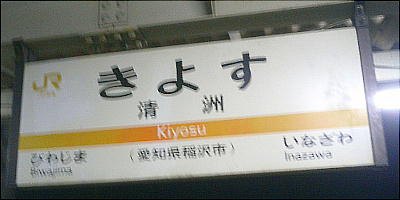 JR
きよす
清洲
Kiyosu
びわじま (愛知県稲沢市) いなざわ
Biwajima Inazawa